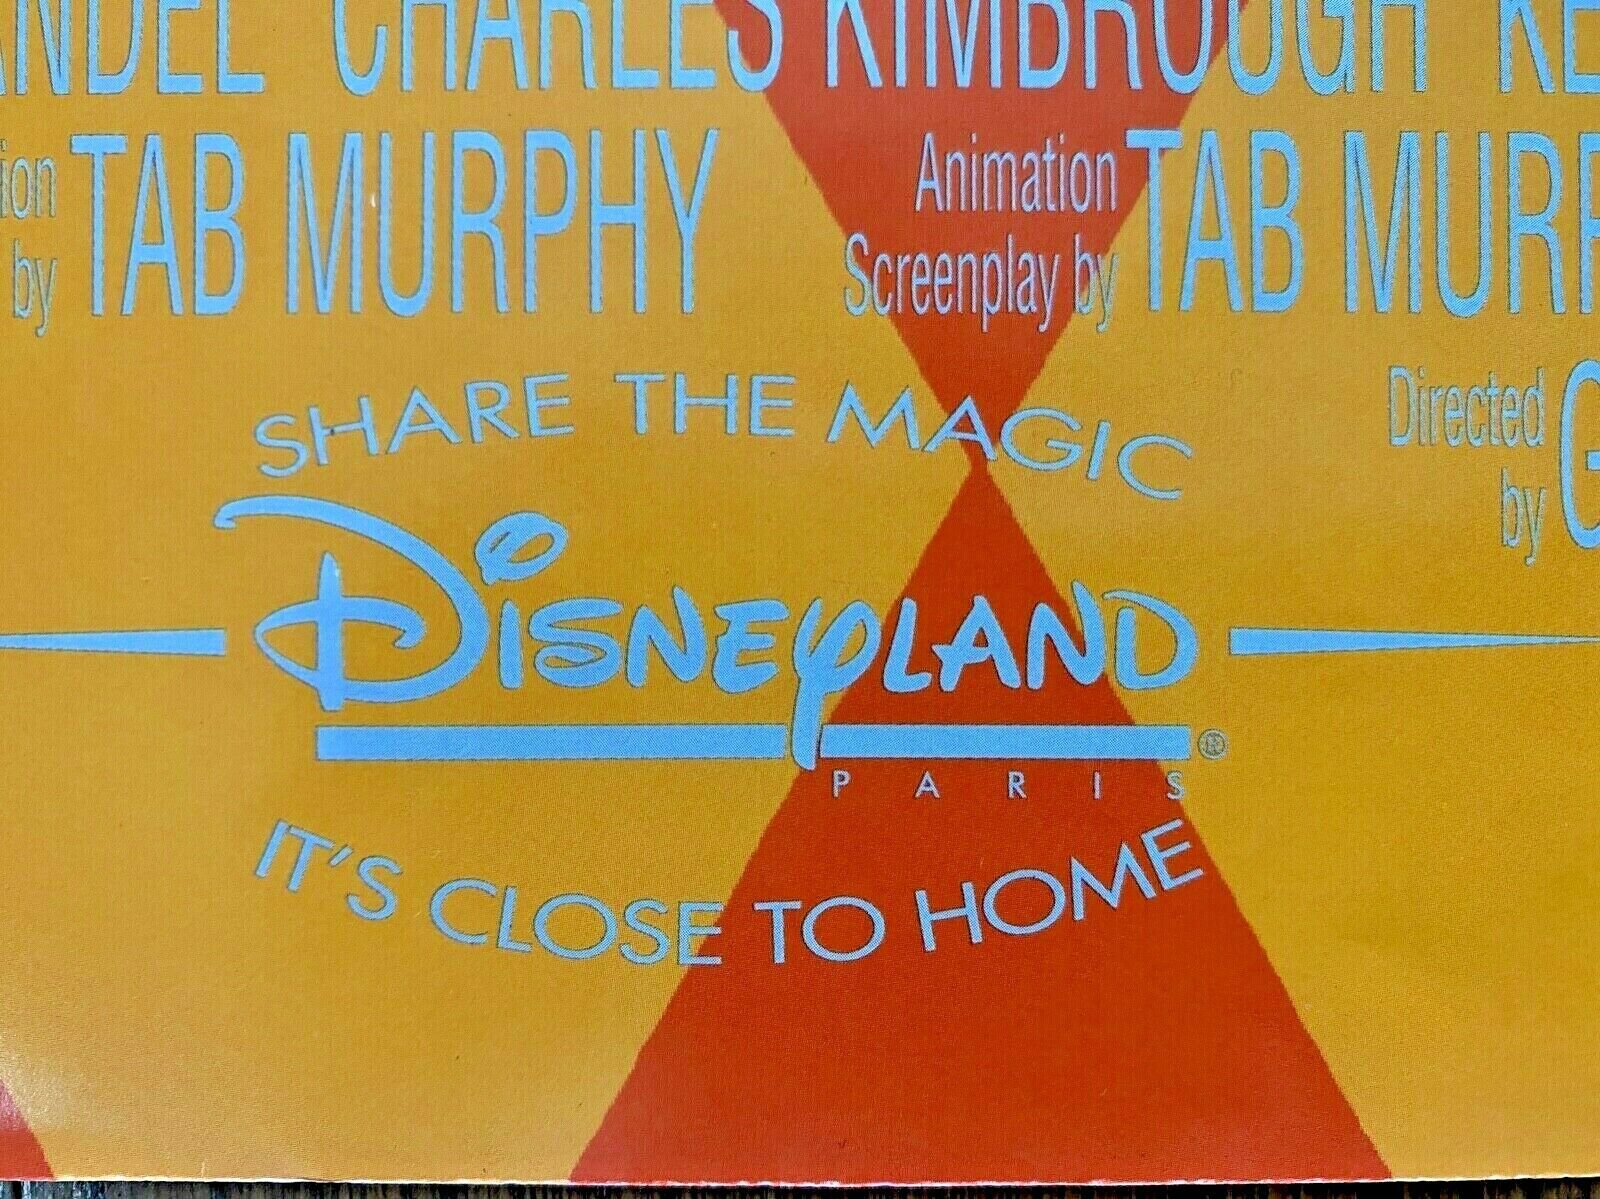 CHARLES KIMBROUGH
by TAB MURPHY
Animation Screenplay by TAB
Directed by
SHARE THE MAGIC
DISNEYLAND®
PARIS
IT'S CLOSE TO HOME